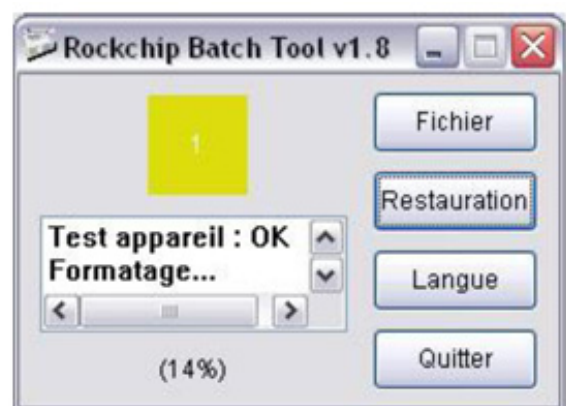 Rockchip Batch Tool v1.8
1
Fichier
Restauration
Test appareil : OK
Formatage...
Langue
(14%)
Quitter